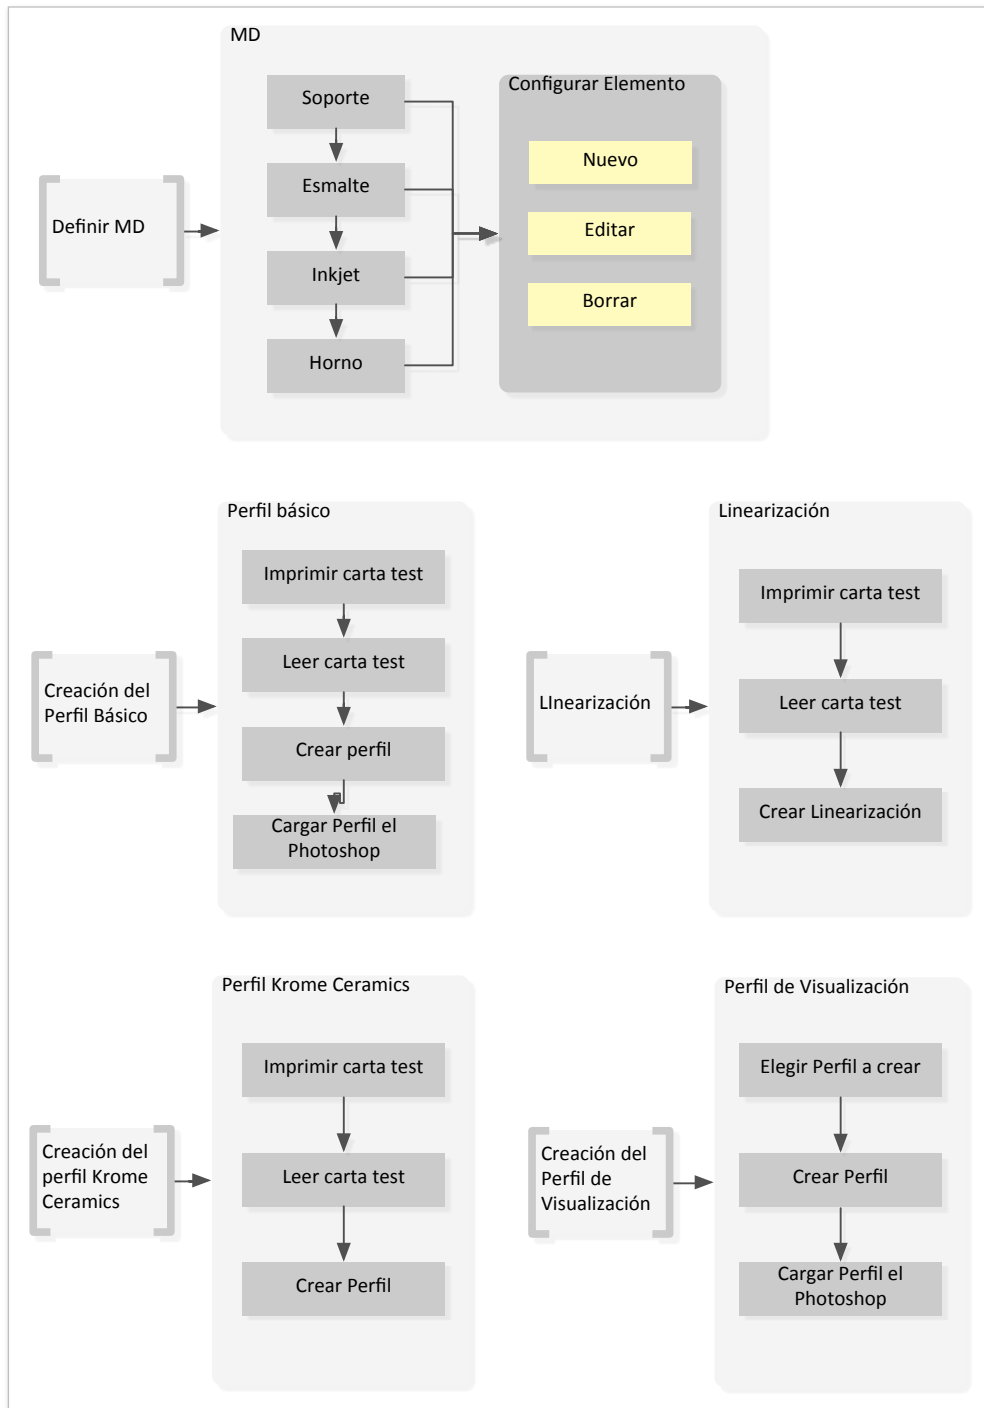 MD
Soporte
Configurar Elemento
Nuevo
Esmalte
Definir MD
Editar
Inkjet
Borrar
Horno
Perfil básico
Imprimir carta test
Leer carta test
Creación del
Perfil Básico
Crear perfil
Cargar Perfil el
Photoshop
Linearización
Imprimir carta test
LInearización
Leer carta test
Crear Linearización
Perfil Krome Ceramics
Imprimir carta test
Creación del
perfil Krome
Ceramics
Leer carta test
Crear Perfil
Perfil de Visualización
Elegir Perfil a crear
Creación del
Perfil de
Visualización
Crear Perfil
Cargar Perfil el
Photoshop